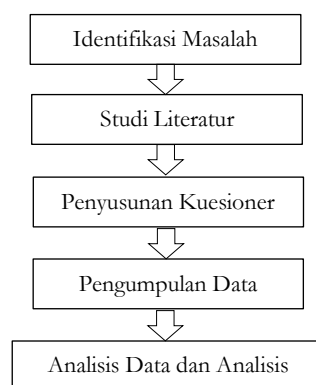 Identifikasi Masalah
Studi Literatur
Penyusunan Kuesioner
Pengumpulan Data
Analisis Data dan Analisis